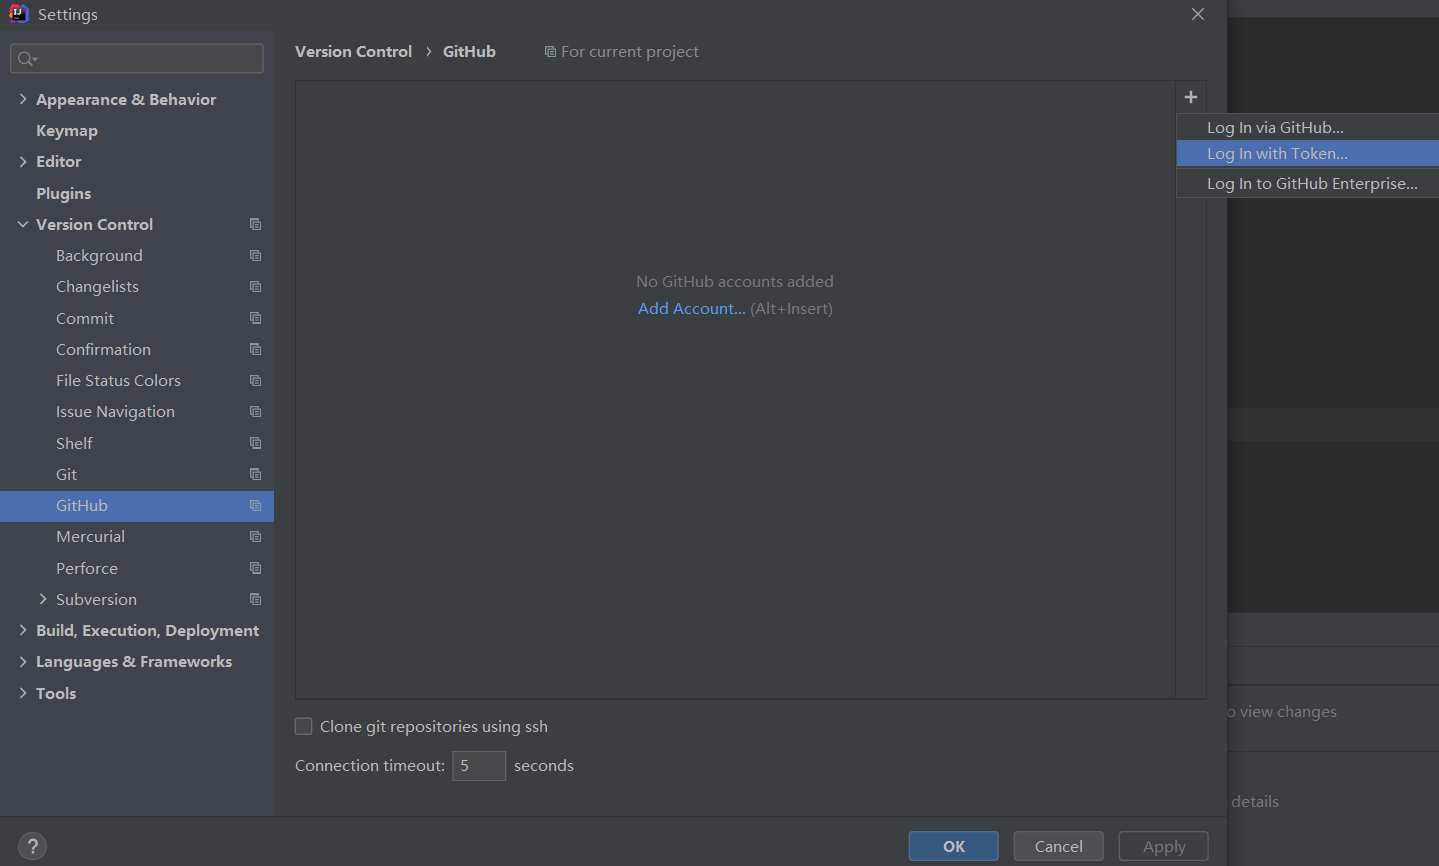 Settings
Version Control › GitHub For current project
Appearance & Behavior
Keymap
Editor
Plugins
Version Control
Background
Changelists
Commit
Confirmation
File Status Colors
Issue Navigation
Shelf
Git
GitHub
Mercurial
Perforce
Subversion
Build, Execution, Deployment
Languages & Frameworks
Tools
Log In via GitHub...
Log In with Token...
Log In to GitHub Enterprise...
No GitHub accounts added
Add Account... (Alt+Insert)
Clone git repositories using ssh
Connection timeout: 5 seconds
o view changes
details
? OK Cancel Apply